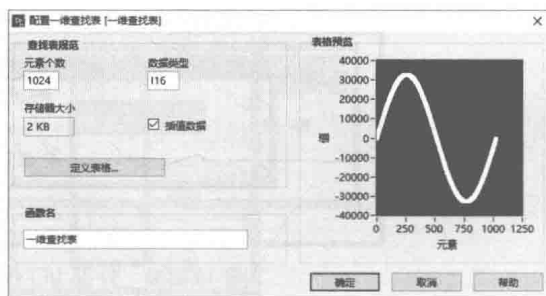 配置一维查找表 [一维查找表]
查找表规范
元素个数
数据类型
1024
I16
存储器大小
2 KB
插值数据
定义表格...
函数名
一维查找表
表格预览
40000
30000
20000
10000
0
-10000
-20000
-30000
-40000
值
0 250 500 750 1000 1250
元素
确定
取消
帮助